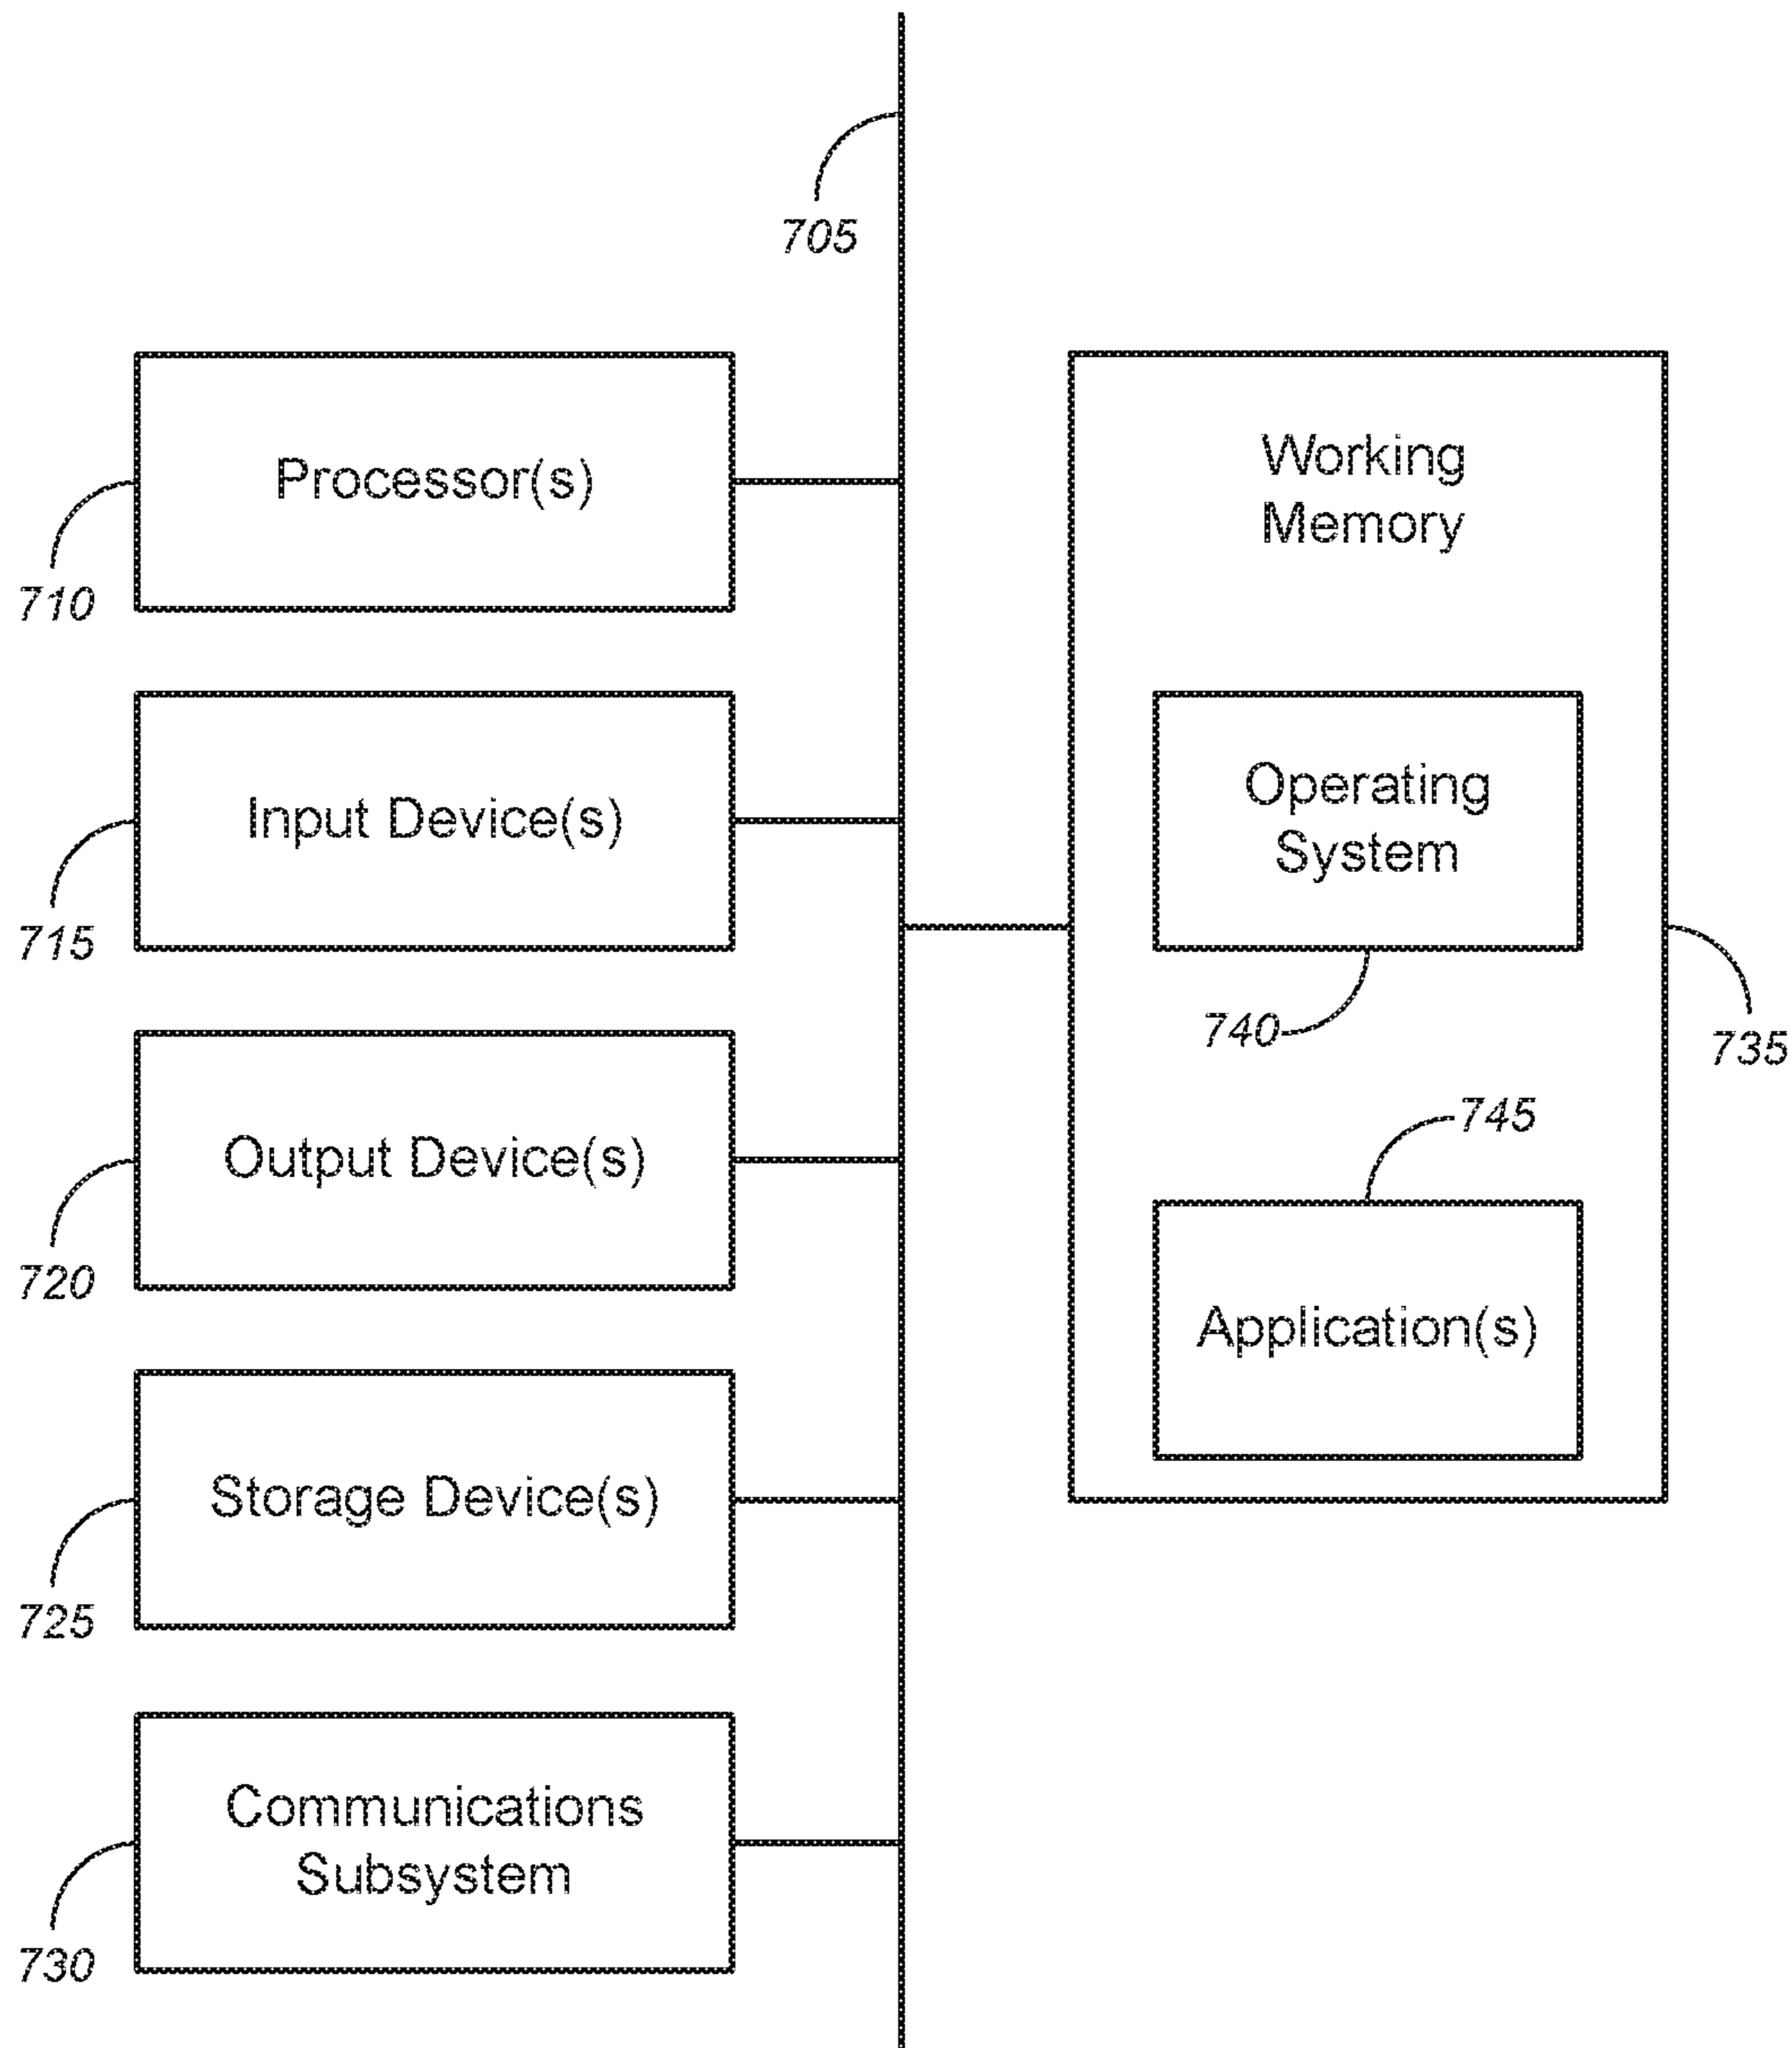 705
Processor(s)
710
Input Device(s)
715
Output Device(s)
720
Storage Device(s)
725
Communications
Subsystem
730
Working
Memory
Operating
System
740
735
745
Application(s)